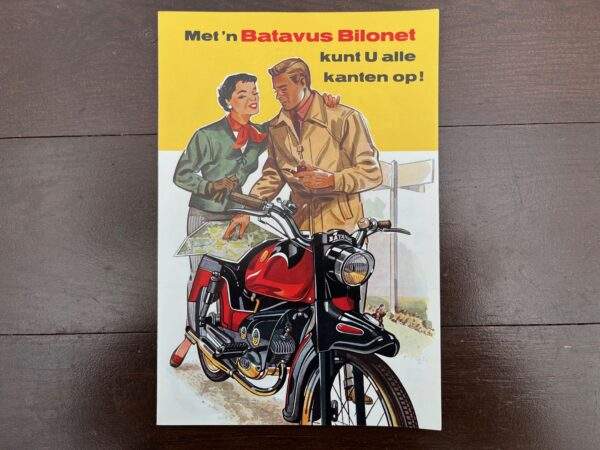 Met 'n Batavus Bilonet
kunt U alle
kanten op!